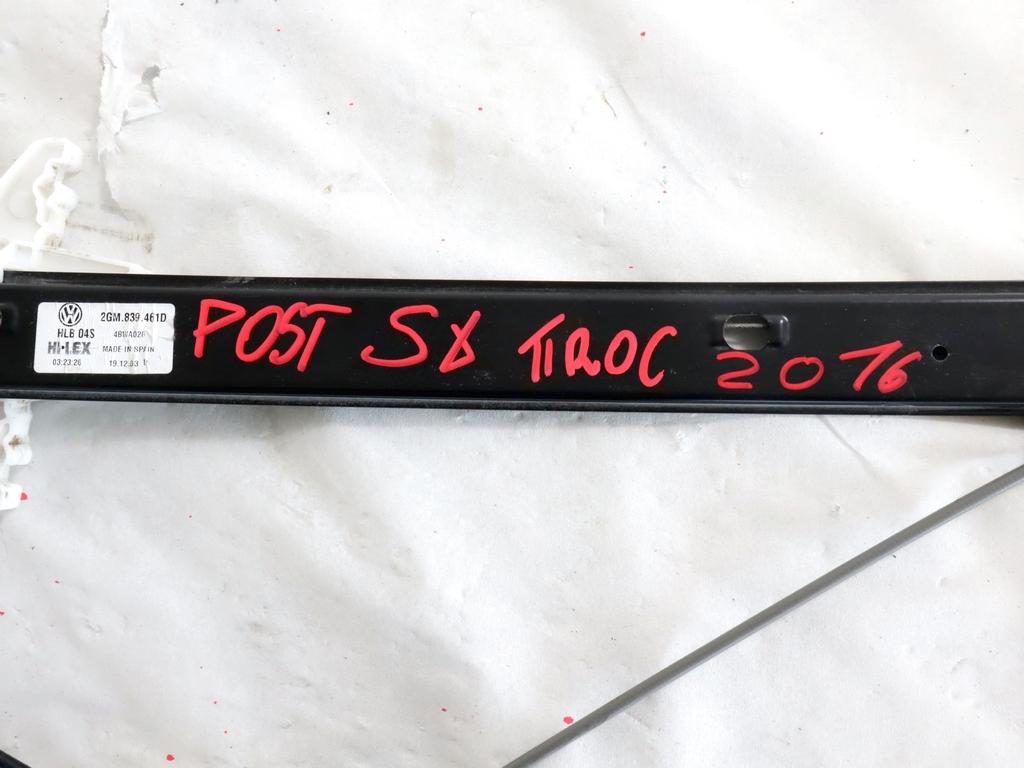 2GM.839.461D
HLB 04S
HI-LEX MADE IN SPAIN
03:23:26 19.12.03
POST SX TROC 2016